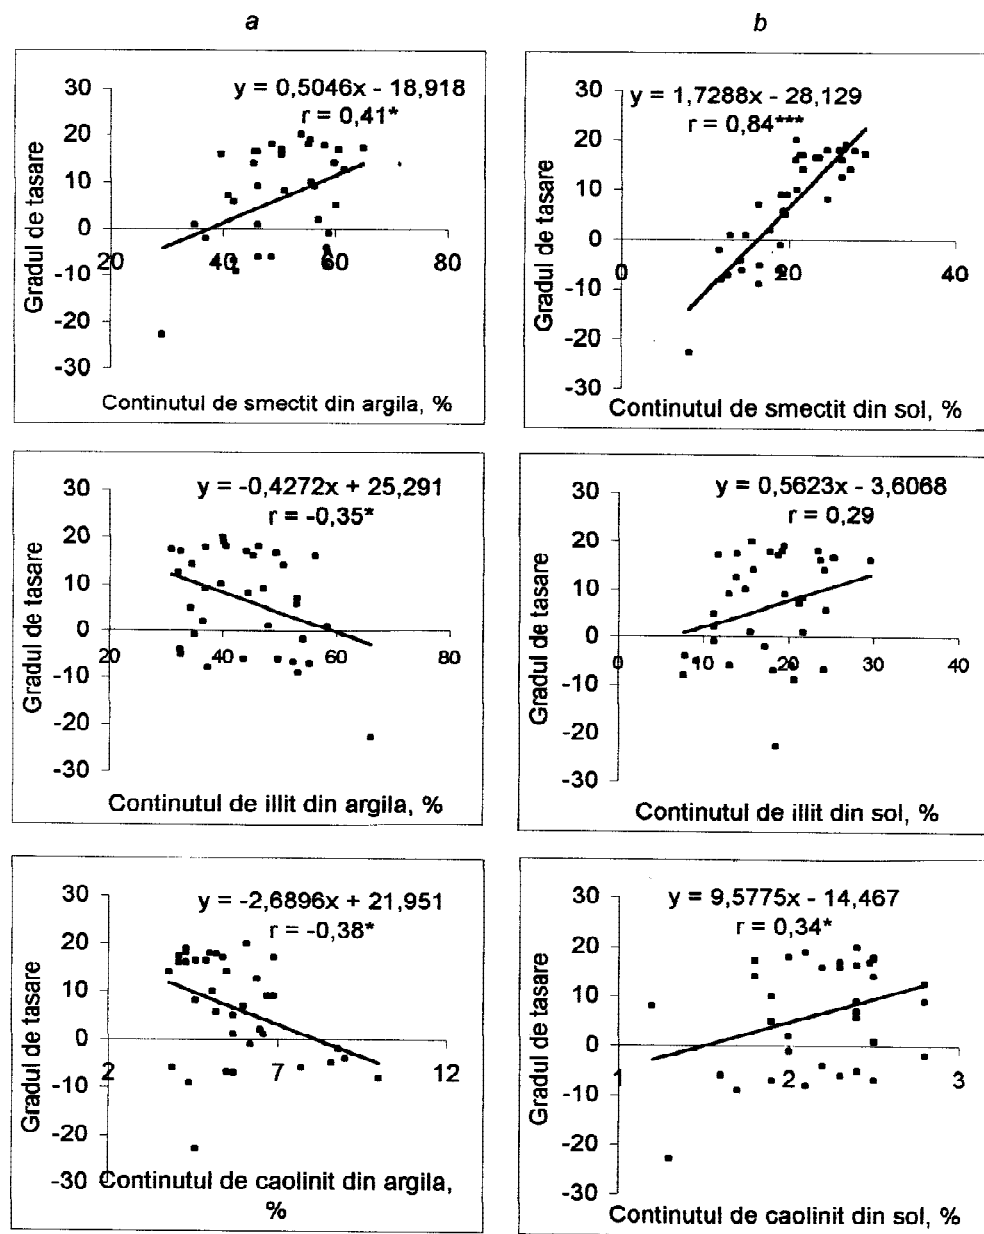 a
b
y = 0,5046x - 18,918
r = 0,41*
30
20
10
0
-10
-20
-30
20
40
60
80
Gradul de tasare
Continutul de smectit din argila, %
y = 1,7288x - 28,129
r = 0,84***
30
20
10
0
-10
-20
-30
0
20
40
Gradul de tasare
Continutul de smectit din sol, %
y = -0,4272x + 25,291
r = -0,35*
30
20
10
0
-10
-20
-30
20
40
60
80
Gradul de tasare
Continutul de illit din argila, %
y = 0,5623x - 3,6068
r = 0,29
30
20
10
0
-10
-20
-30
0
10
20
30
40
Gradul de tasare
Continutul de illit din sol, %
y = -2,6896x + 21,951
r = -0,38*
30
20
10
0
-10
-20
-30
2
7
12
Gradul de tasare
Continutul de caolinit din argila,
%
y = 9,5775x - 14,467
r = 0,34*
30
20
10
0
-10
-20
-30
1
2
3
Gradul de tasare
Continutul de caolinit din sol, %